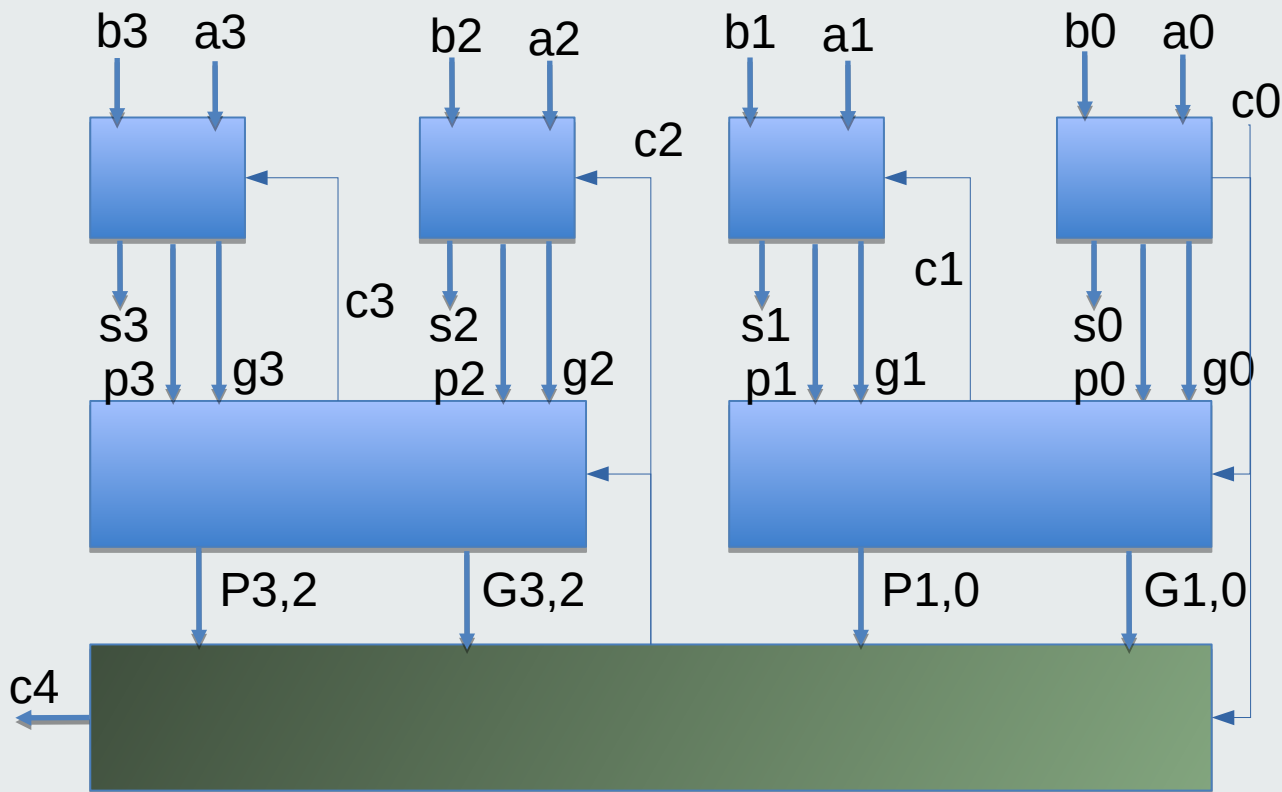 b3 a3 b2 a2 b1 a1 b0 a0
c0
c2
c1
c3
s3 s2 s1 s0
p3 g3 p2 g2 p1 g1 p0 g0
P3,2 G3,2 P1,0 G1,0
c4